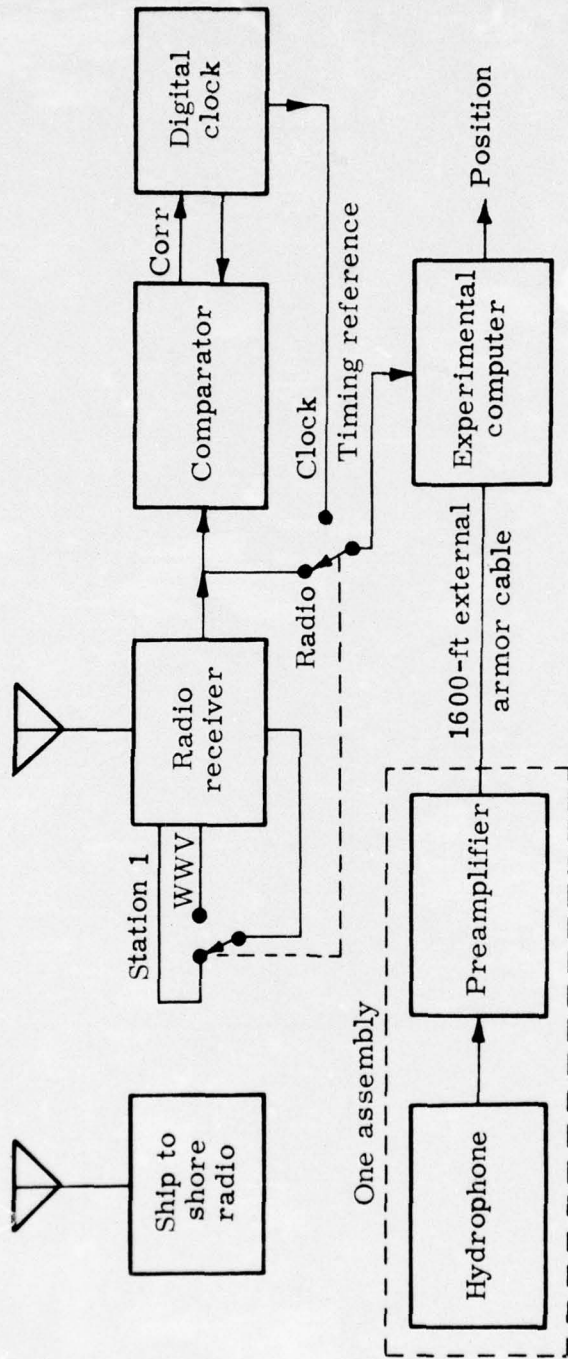 Ship to
shore
radio
Station 1
WWV
Radio
receiver
Comparator
Corr
Digital
clock
Radio
Clock
Timing reference
One assembly
Hydrophone
Preamplifier
1600-ft external
armor cable
Experimental
computer
Position